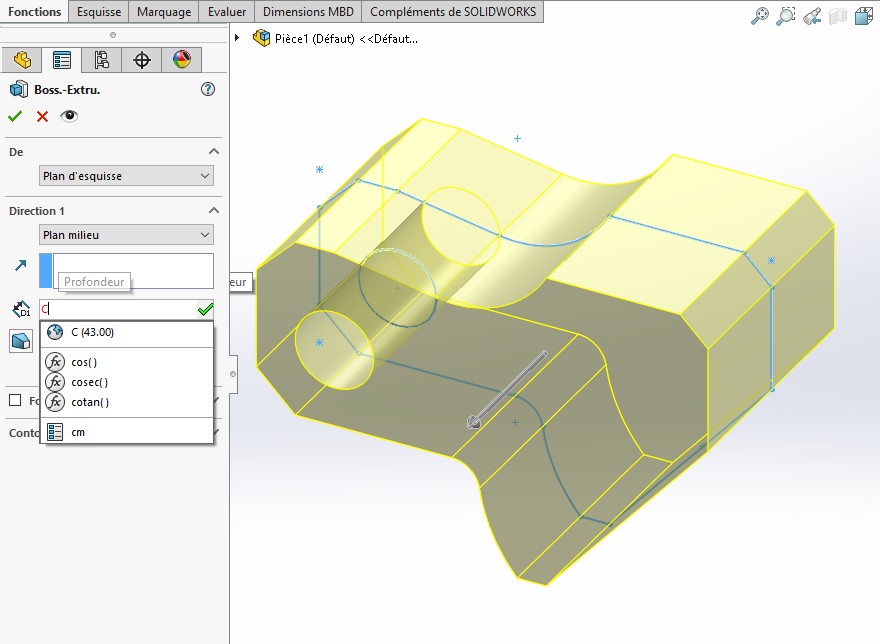 Fonctions Esquisse Marquage Evaluer Dimensions MBD Compléments de SOLIDWORKS
Pièce1 (Défaut) <<Défaut...
Boss.-Extru.
De
Plan d'esquisse
Direction 1
Plan milieu
Profondeur
eur
D1
C
C (43.00)
cos()
cosec()
cotan()
Fo
cm
Conto